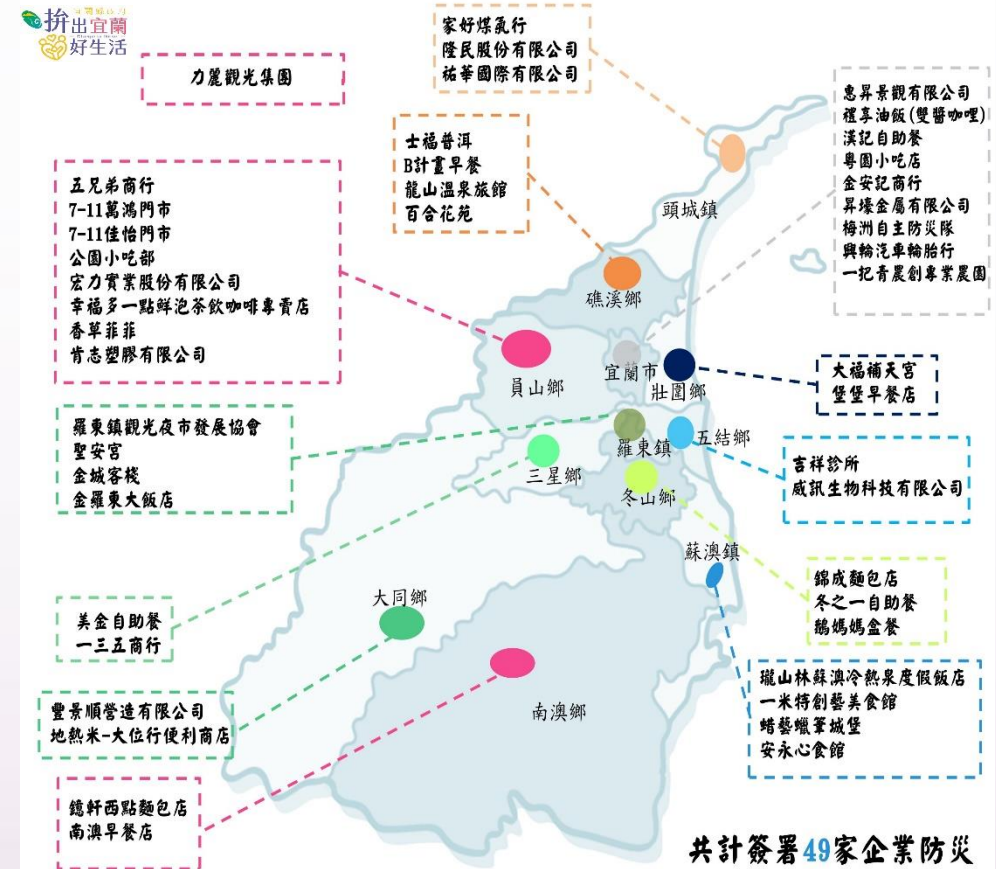 拚出宜蘭
好生活
力麗觀光集團
家好煤氣行
隆民股份有限公司
祐華國際有限公司
士福普洱
B計畫早餐
龍山溫泉旅館
百合花苑
惠昇景觀有限公司
禮享油飯(雙醬咖哩)
漢記自助餐
粵園小吃店
金安記商行
昇壕金屬有限公司
梅洲自主防災隊
興輪汽車輪胎行
一記青農創專業農園
五兄弟商行
7-11萬鴻門市
7-11佳怡門市
公園小吃部
宏力實業股份有限公司
幸福多一點鮮泡茶飲咖啡專賣店
香草菲菲
肯志塑膠有限公司
頭城鎮
礁溪鄉
員山鄉
宜蘭市
壯圍鄉
大福補天宮
堡堡早餐店
羅東鎮觀光夜市發展協會
聖安宮
金城客棧
金羅東大飯店
羅東鎮
五結鄉
三星鄉
冬山鄉
吉祥診所
威訊生物科技有限公司
蘇澳鎮
錦成麵包店
冬之一自助餐
鵝媽媽盒餐
美金自助餐
一三五商行
大同鄉
南澳鄉
瓏山林蘇澳冷熱泉度假飯店
一米特創藝美食館
蜡藝蠟筆城堡
安永心食館
豐景順營造有限公司
地熱米-大位行便利商店
鐿軒西點麵包店
南澳早餐店
共計簽署49家企業防災